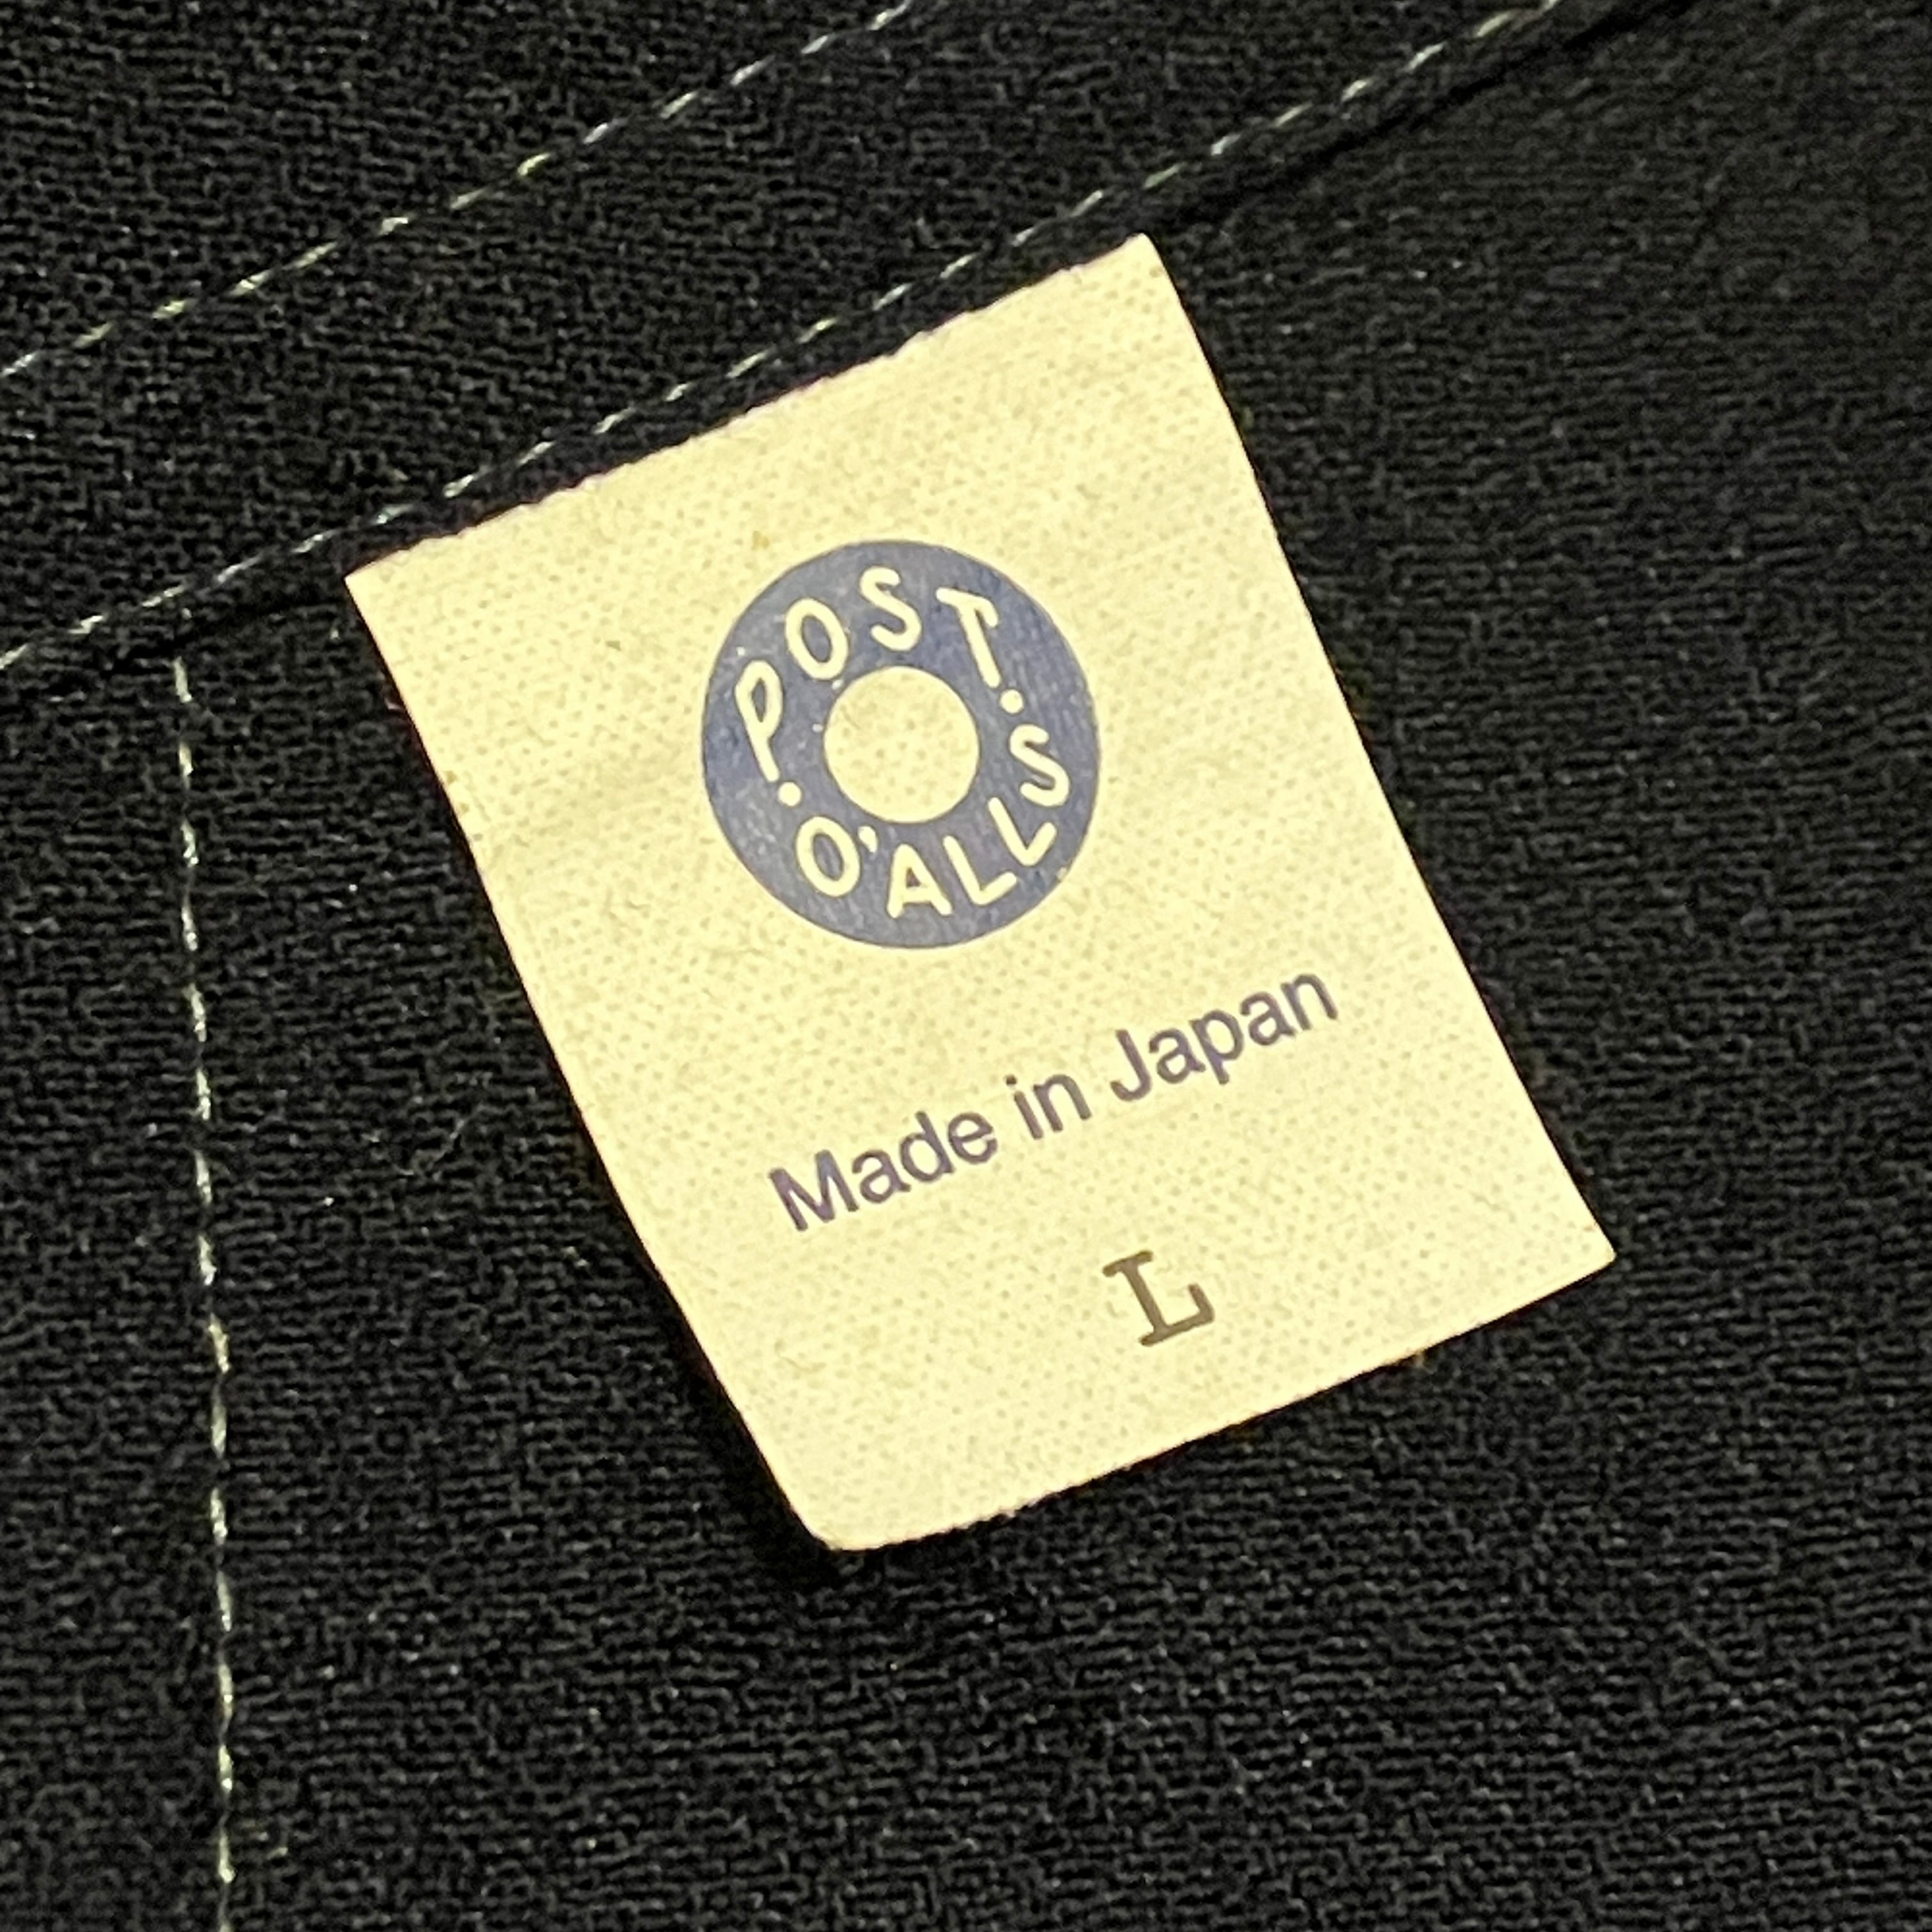 POST.
O'ALLS.
Made in Japan
L